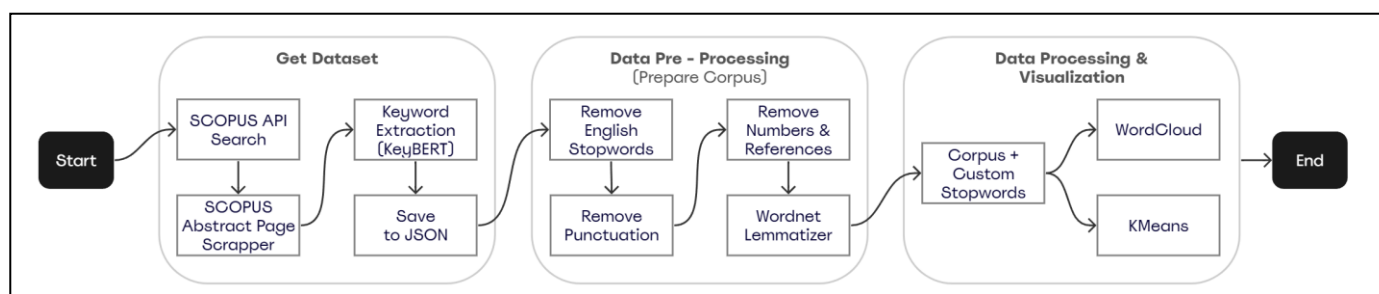 Start
Get Dataset
SCOPUS API
Search
SCOPUS
Abstract Page
Scrapper
Keyword
Extraction
(KeyBERT)
Save
to JSON
Data Pre - Processing
(Prepare Corpus)
Remove
English
Stopwords
Remove
Punctuation
Remove
Numbers &
References
Wordnet
Lemmatizer
Data Processing &
Visualization
Corpus +
Custom
Stopwords
WordCloud
KMeans
End